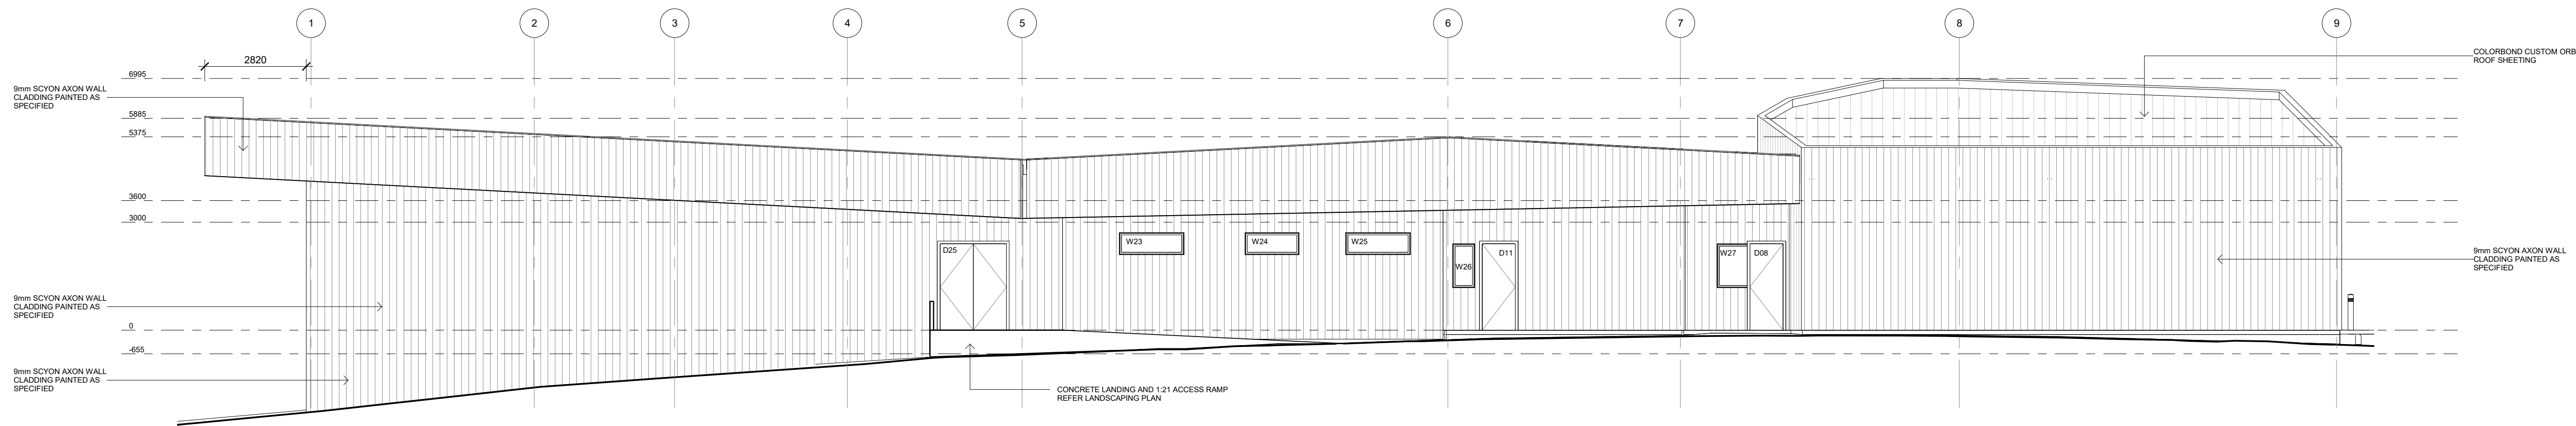 1
2
3
4
5
6
7
8
9
2820
6995
5885
5375
3600
3000
0
-655
9mm SCYON AXON WALL
CLADDING PAINTED AS
SPECIFIED
9mm SCYON AXON WALL
CLADDING PAINTED AS
SPECIFIED
9mm SCYON AXON WALL
CLADDING PAINTED AS
SPECIFIED
D25
W23
W24
W25
W26
D11
W27
D08
CONCRETE LANDING AND 1:21 ACCESS RAMP
REFER LANDSCAPING PLAN
COLORBOND CUSTOM ORB
ROOF SHEETING
9mm SCYON AXON WALL
CLADDING PAINTED AS
SPECIFIED